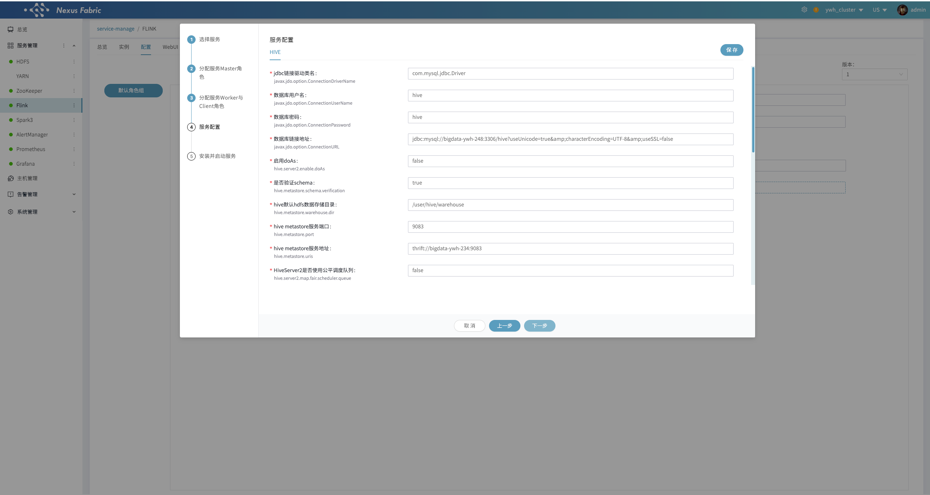 Nexus Fabric
ywk_cluster
US
admin
总览
服务管理
HDFS
YARN
ZooKeeper
Flink
Spark3
AlertManager
Prometheus
Grafana
主机管理
告警管理
系统管理
service-manage / FLINK
总览 实例 配置 WebUI
默认角色组
版本:
1
1 选择服务
2 分配服务Master角色
3 分配服务Worker与Client角色
4 服务配置
5 安装并启动服务
服务配置
HIVE
保存
* jdbc链接驱动类名:
javax.jdo.option.ConnectionDriverName
com.mysql.jdbc.Driver
* 数据库用户名:
javax.jdo.option.ConnectionUserName
hive
* 数据库密码:
javax.jdo.option.ConnectionPassword
hive
* 数据库链接地址:
javax.jdo.option.ConnectionURL
jdbc:mysql://bigdata-ywh-248:3306/hive?useUnicode=true&amp;characterEncoding=UTF-8&amp;useSSL=false
* 启用doAs:
hive.server2.enable.doAs
false
* 是否验证schema:
hive.metastore.schema.verification
true
* hive默认hdfs数据存储目录:
hive.metastore.warehouse.dir
/user/hive/warehouse
* hive metastore服务端口:
hive.metastore.port
9083
* hive metastore服务地址:
hive.metastore.uris
thrift://bigdata-ywh-234:9083
* HiveServer2是否使用公平调度队列:
hive.server2.map.fair.scheduler.queue
false
取消 上一步 下一步